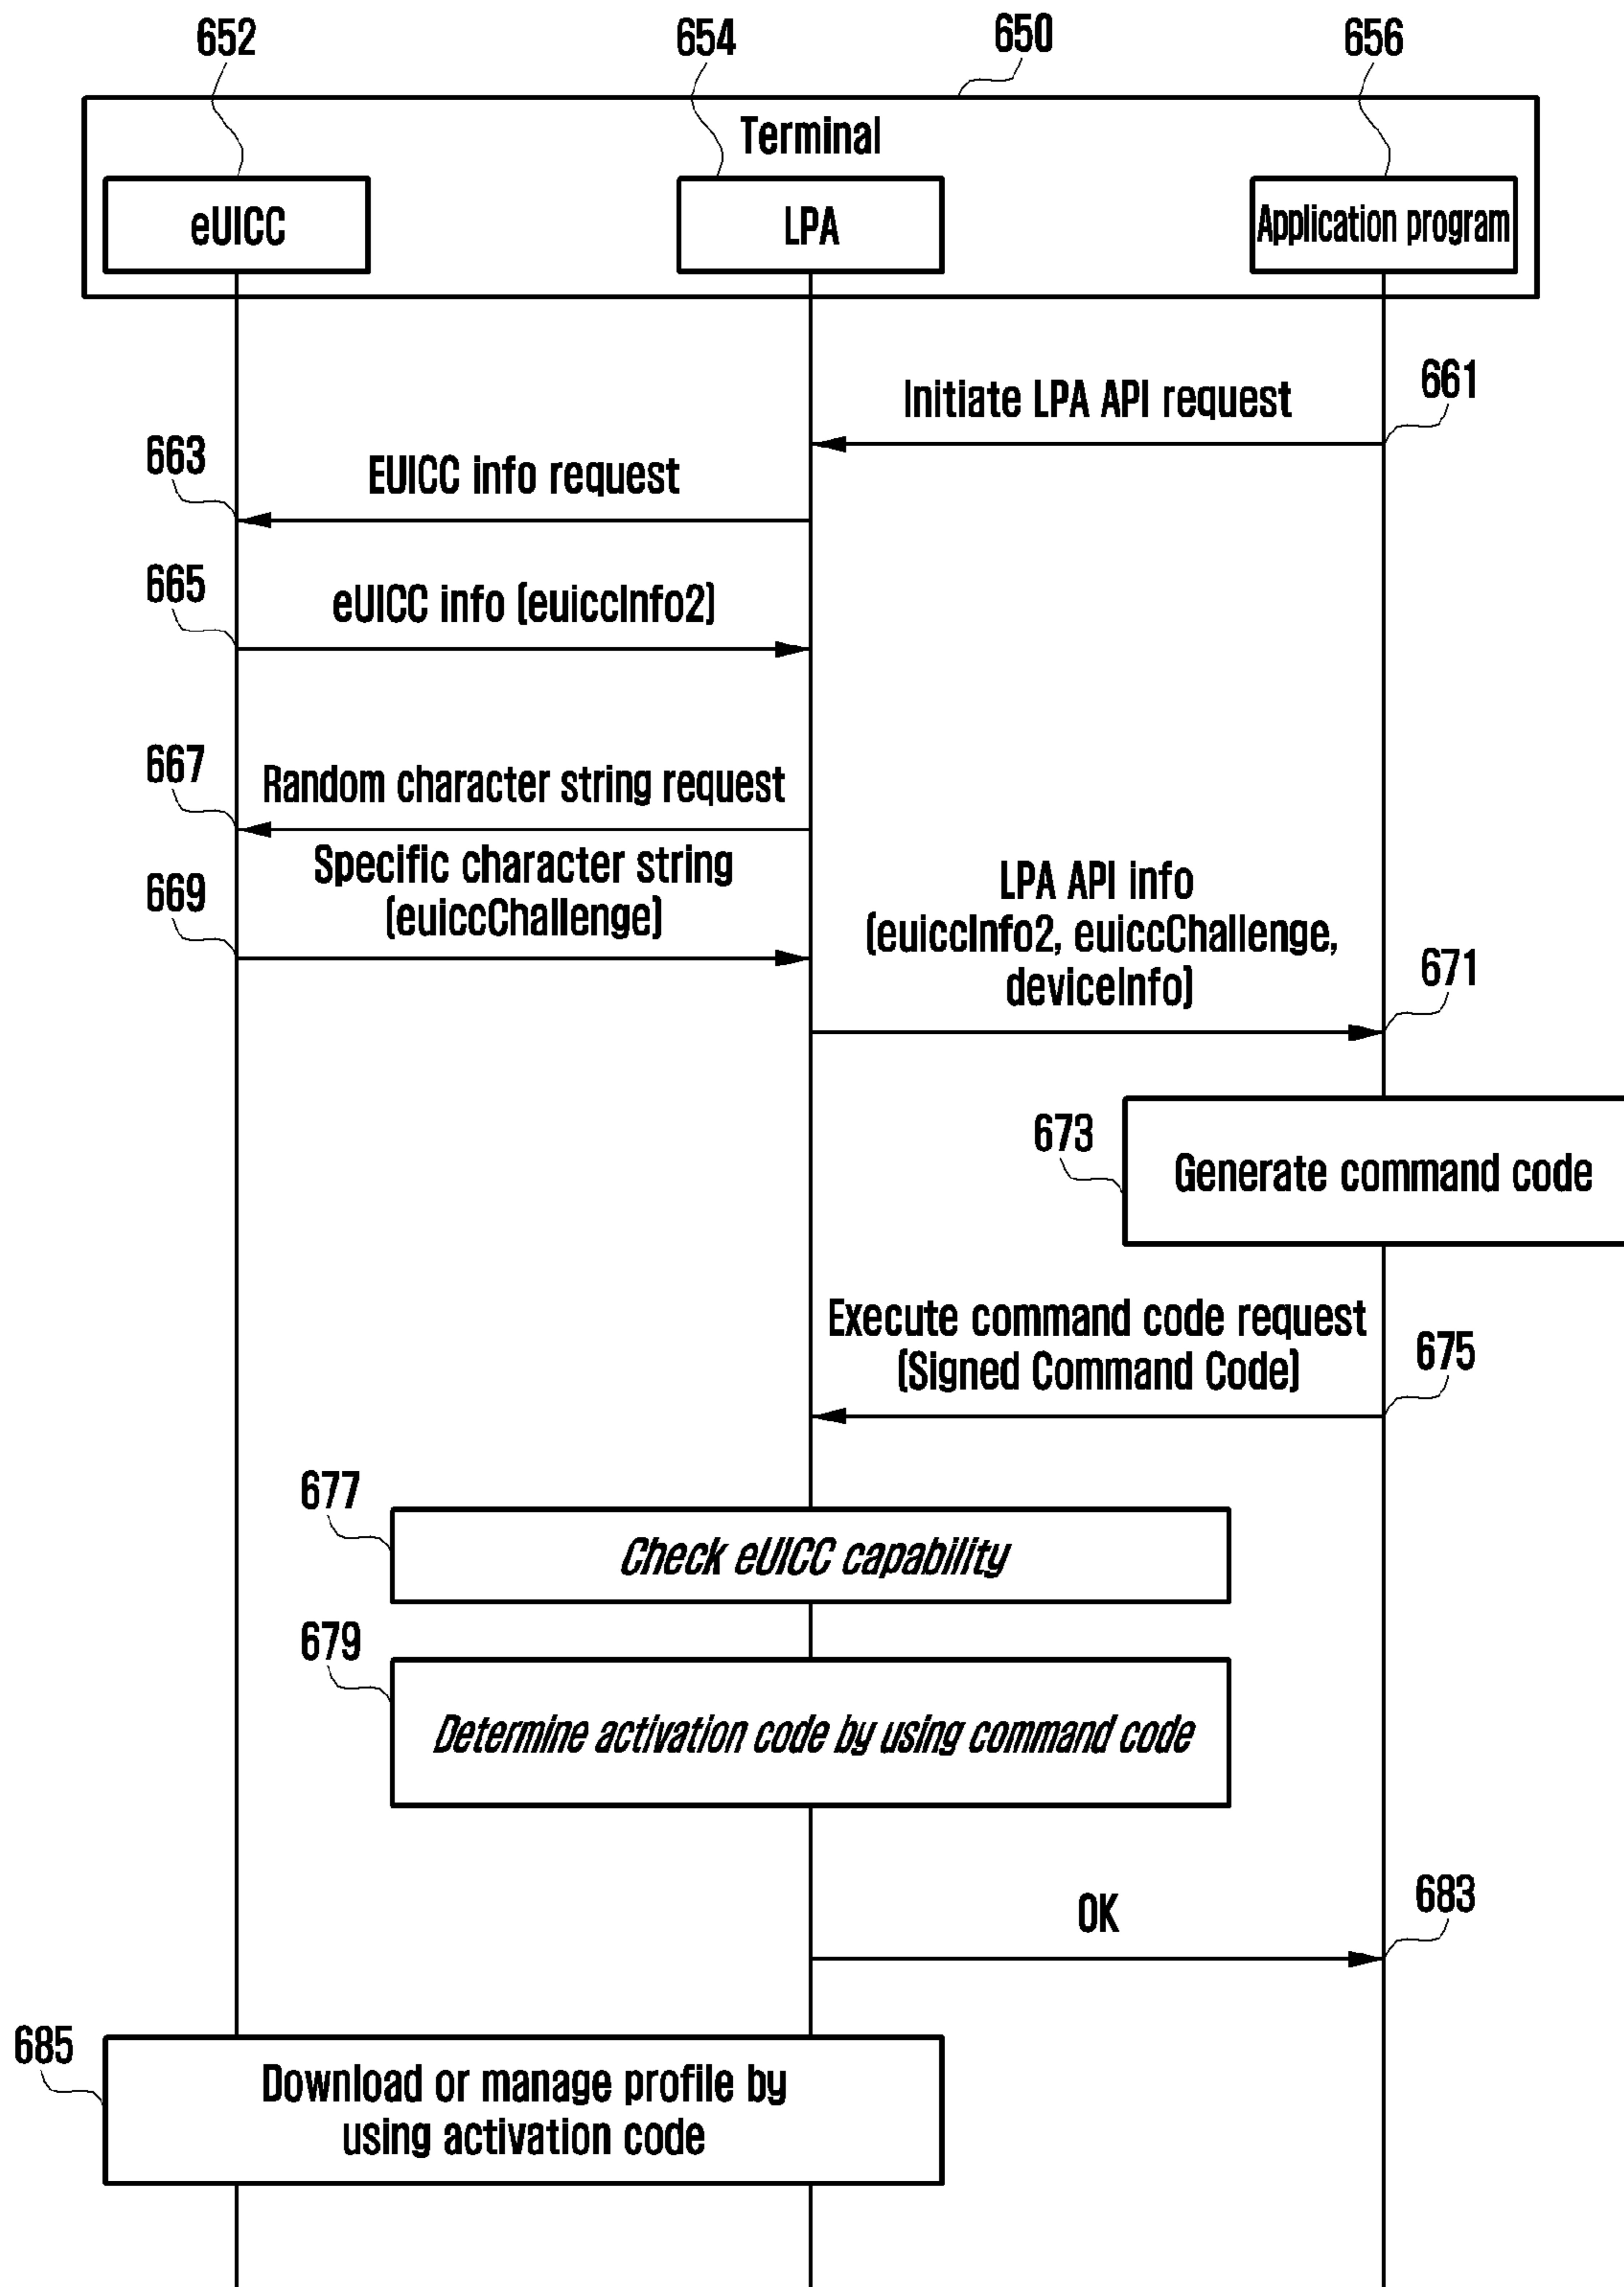 652
654
650
656
Terminal
eUICC
LPA
Application program
661
Initiate LPA API request
663
EUICC info request
665
eUICC info (euiccInfo2)
667
Random character string request
669
Specific character string
(euiccChallenge)
LPA API info
(euiccInfo2, euiccChallenge,
deviceInfo)
671
673
Generate command code
Execute command code request
(Signed Command Code)
675
677
Check eUICC capability
679
Determine activation code by using command code
OK
683
685
Download or manage profile by
using activation code